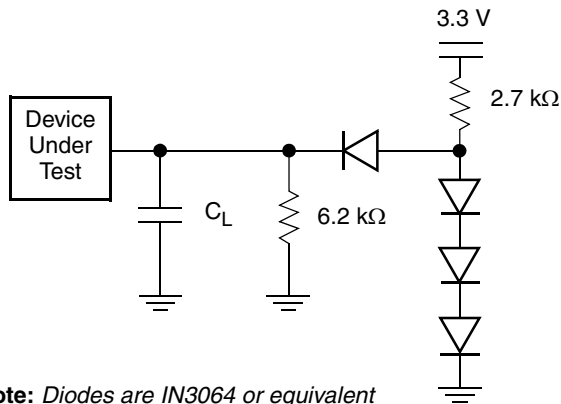 3.3 V
2.7 kΩ
Device
Under
Test
C_L
6.2 kΩ
ote: Diodes are IN3064 or equivalent